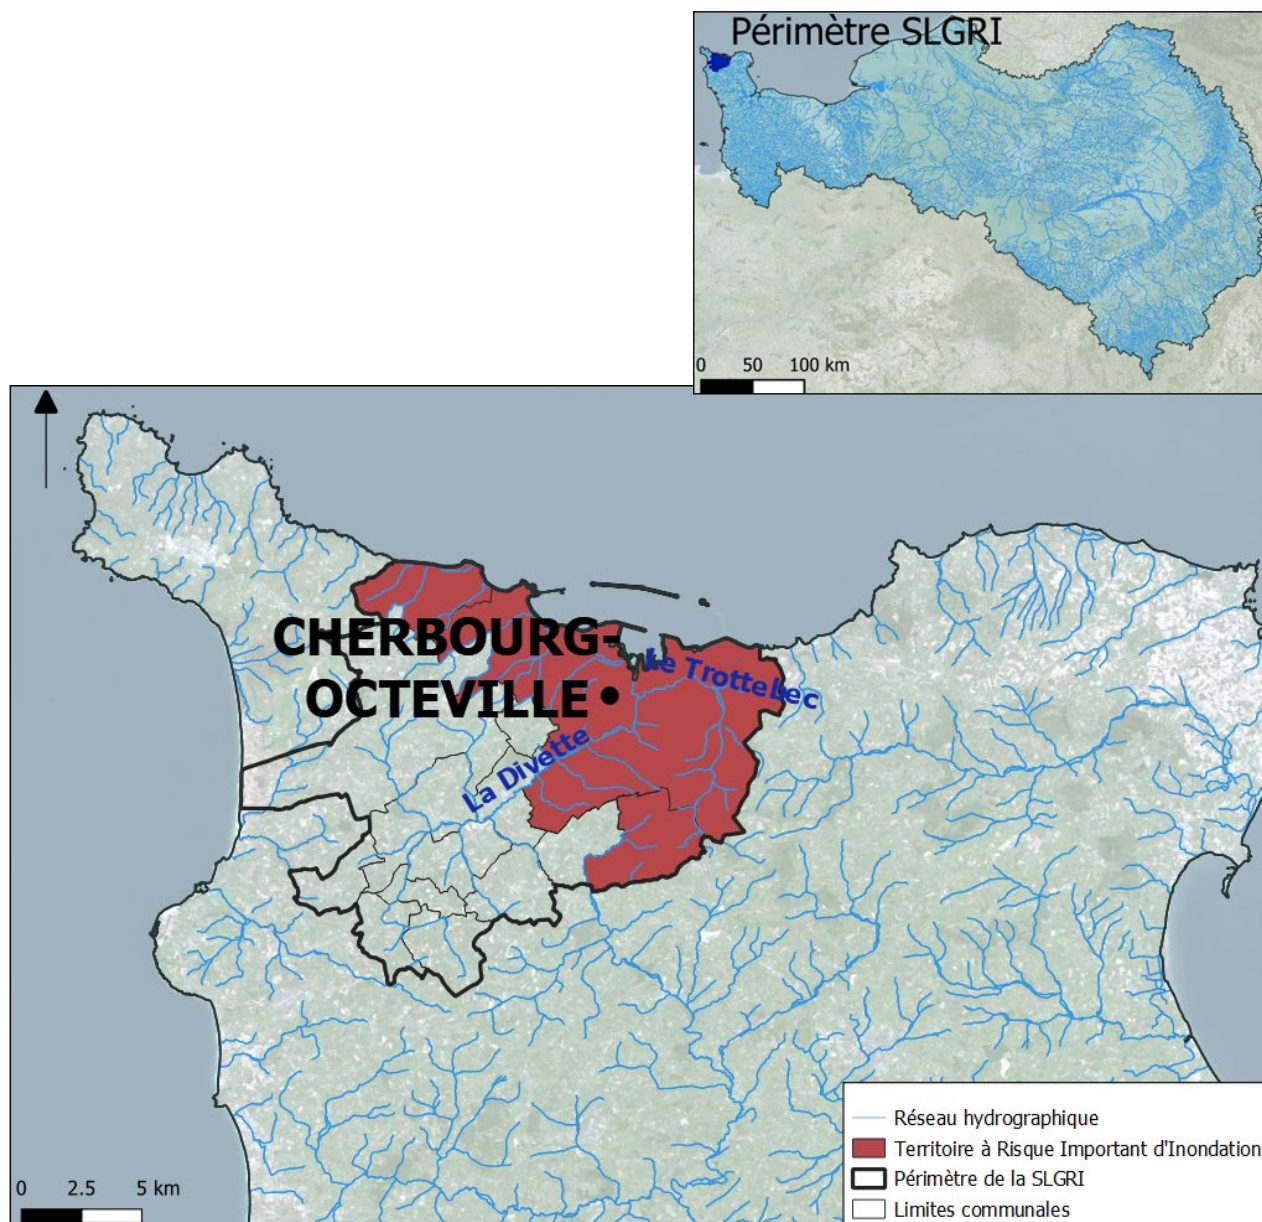 Périmètre SLGRI
0 50 100 km
CHERBOURG-
OCTEVILLE
Le Trottebec
La Divette
Réseau hydrographique
Territoire à Risque Important d'Inondation
Périmètre de la SLGRI
Limites communales
0 2.5 5 km